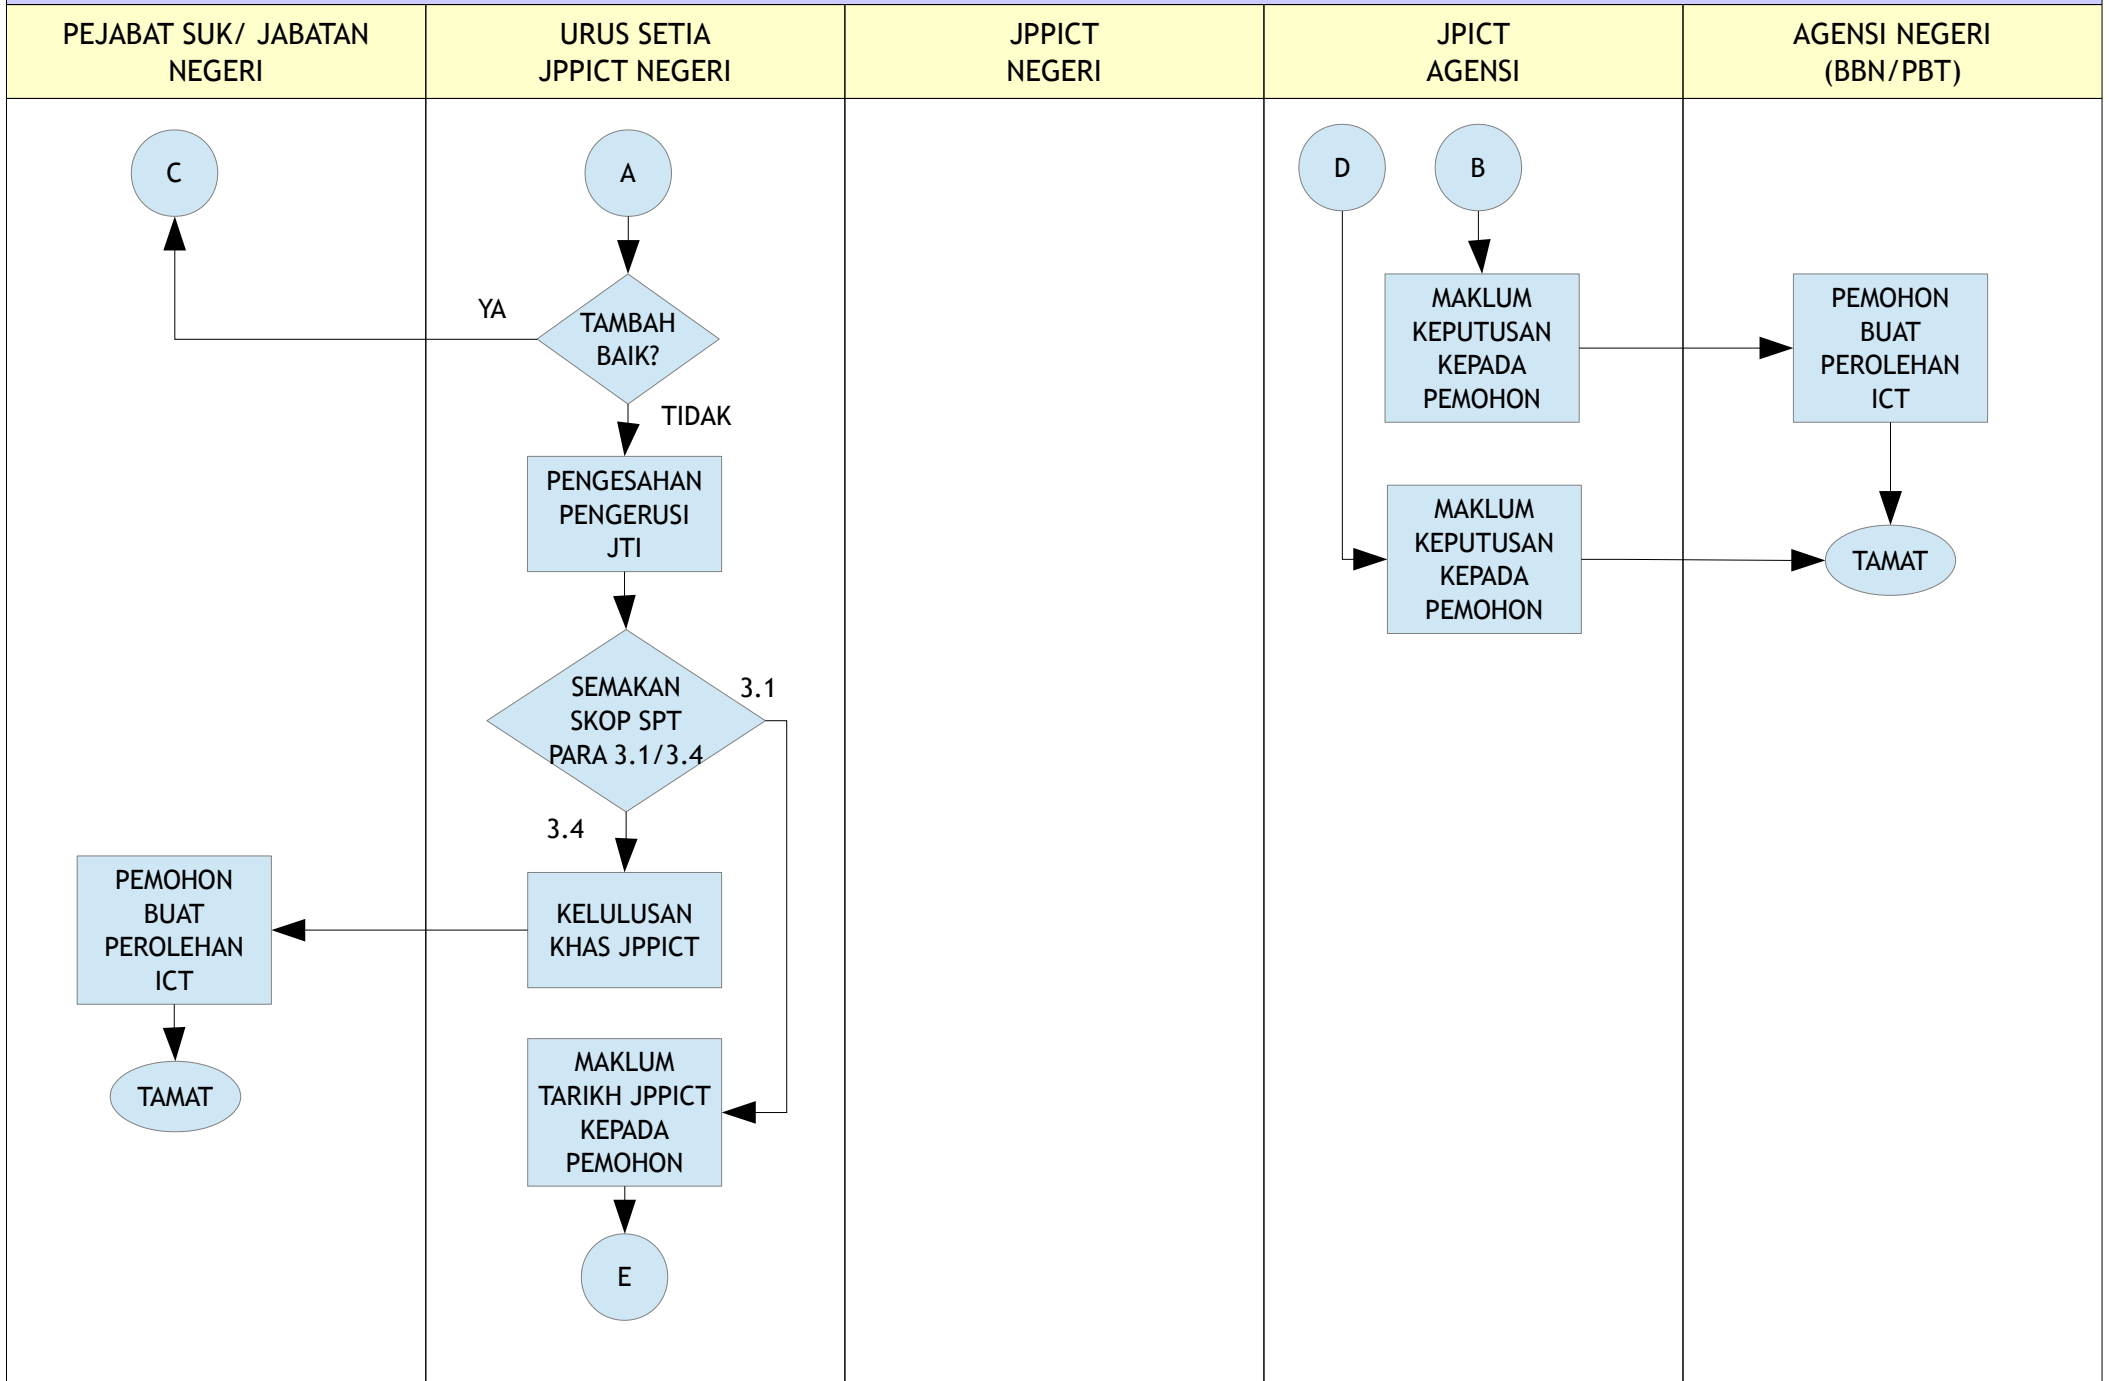 PEJABAT SUK/ JABATAN
NEGERI
URUS SETIA
JPPICT NEGERI
JPPICT
NEGERI
JPICT
AGENSI
AGENSI NEGERI
(BBN/PBT)
C
A
D
B
YA
TAMBAH
BAIK?
TIDAK
MAKLUM
KEPUTUSAN
KEPADA
PEMOHON
PEMOHON
BUAT
PEROLEHAN
ICT
PENGESAHAN
PENGERUSI
JTI
MAKLUM
KEPUTUSAN
KEPADA
PEMOHON
TAMAT
SEMAKAN
SKOP SPT
PARA 3.1/3.4
3.1
3.4
PEMOHON
BUAT
PEROLEHAN
ICT
KELULUSAN
KHAS JPPICT
TAMAT
MAKLUM
TARIKH JPPICT
KEPADA
PEMOHON
E